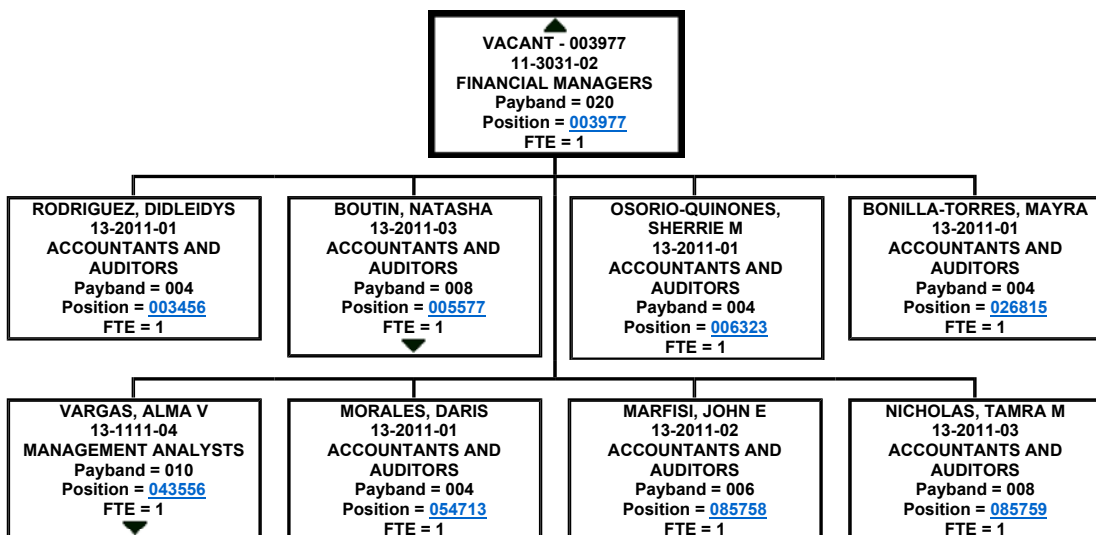 VACANT - 003977
11-3031-02
FINANCIAL MANAGERS
Payband = 020
Position = 003977
FTE = 1
RODRIGUEZ, DIDLEIDYS
13-2011-01
ACCOUNTANTS AND
AUDITORS
Payband = 004
Position = 003456
FTE = 1
BOUTIN, NATASHA
13-2011-03
ACCOUNTANTS AND
AUDITORS
Payband = 008
Position = 005577
FTE = 1
OSORIO-QUINONES,
SHERRIE M
13-2011-01
ACCOUNTANTS AND
AUDITORS
Payband = 004
Position = 006323
FTE = 1
BONILLA-TORRES, MAYRA
13-2011-01
ACCOUNTANTS AND
AUDITORS
Payband = 004
Position = 026815
FTE = 1
VARGAS, ALMA V
13-1111-04
MANAGEMENT ANALYSTS
Payband = 010
Position = 043556
FTE = 1
MORALES, DARIS
13-2011-01
ACCOUNTANTS AND
AUDITORS
Payband = 004
Position = 054713
FTE = 1
MARFISI, JOHN E
13-2011-02
ACCOUNTANTS AND
AUDITORS
Payband = 006
Position = 085758
FTE = 1
NICHOLAS, TAMRA M
13-2011-03
ACCOUNTANTS AND
AUDITORS
Payband = 008
Position = 085759
FTE = 1